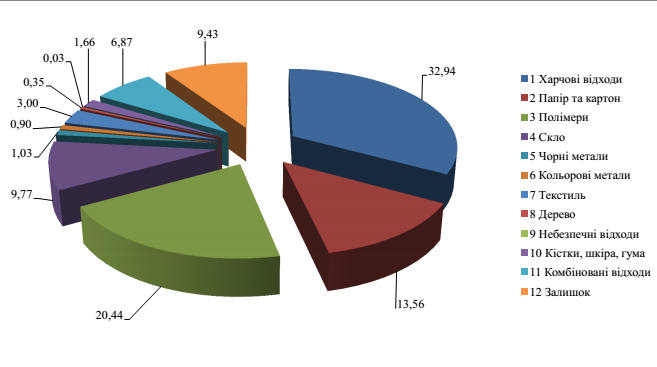 9,43
6,87
1,66
0,03
0,35
3,00
0,90
1,03
9,77
20,44
13,56
32,94
1 Харчові відходи
2 Папір та картон
3 Полімери
4 Скло
5 Чорні метали
6 Кольорові метали
7 Текстиль
8 Дерево
9 Небезпечні відходи
10 Кістки, шкіра, гума
11 Комбіновані відходи
12 Залишок